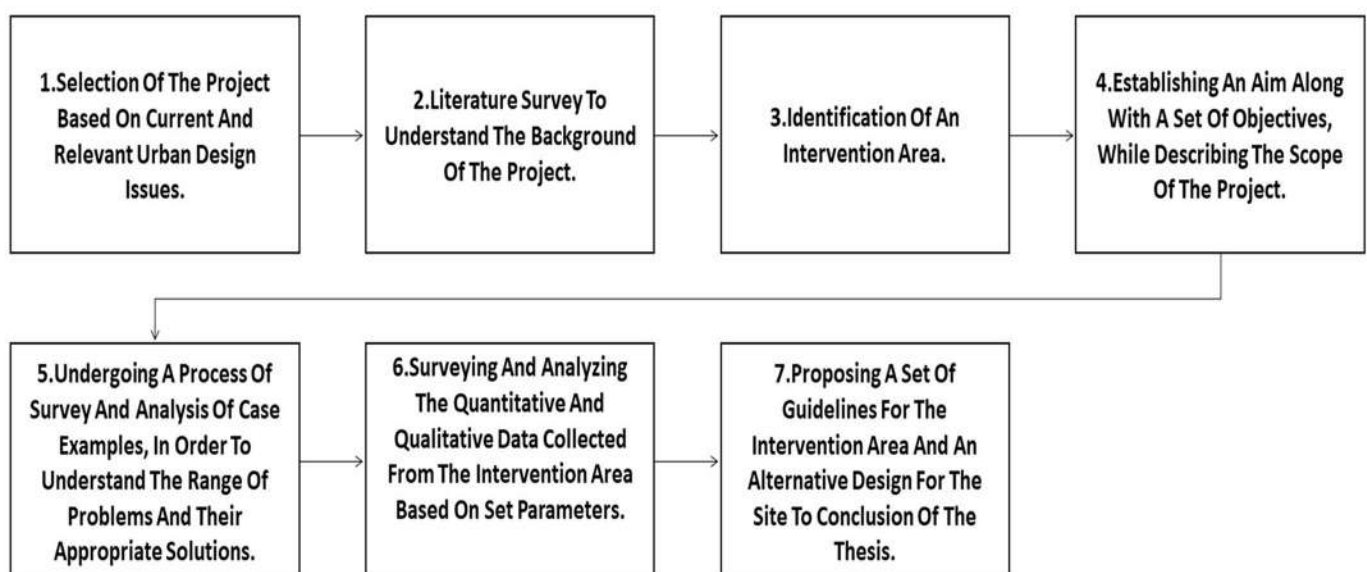 1.Selection Of The Project
Based On Current And
Relevant Urban Design
Issues.
2.Literature Survey To
Understand The Background
Of The Project.
3.Identification Of An
Intervention Area.
4.Establishing An Aim Along
With A Set Of Objectives,
While Describing The Scope
Of The Project.
5.Undergoing A Process Of
Survey And Analysis Of Case
Examples, In Order To
Understand The Range Of
Problems And Their
Appropriate Solutions.
6.Surveying And Analyzing
The Quantitative And
Qualitative Data Collected
From The Intervention Area
Based On Set Parameters.
7.Proposing A Set Of
Guidelines For The
Intervention Area And An
Alternative Design For The
Site To Conclusion Of The
Thesis.